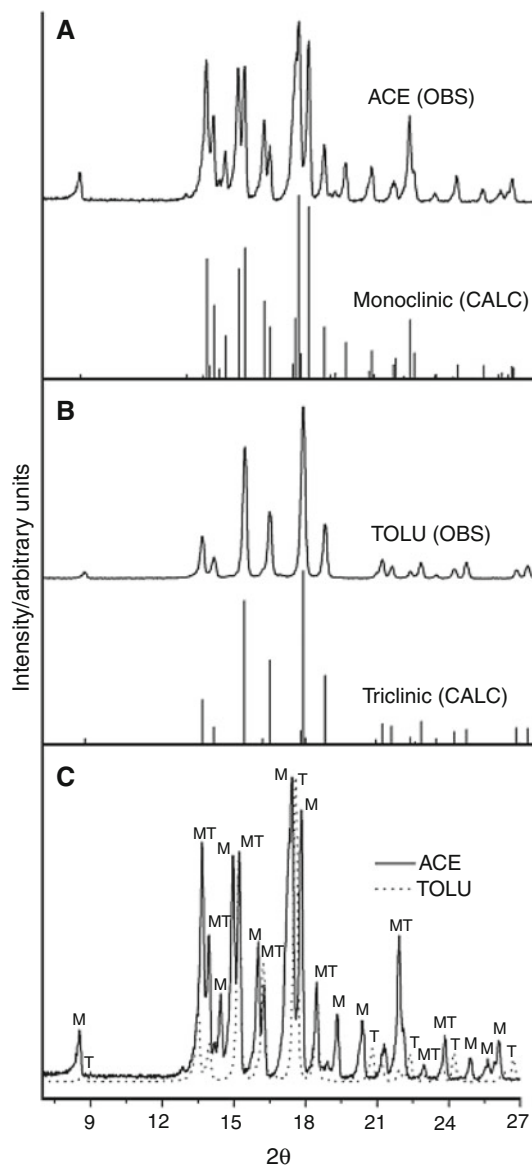 A
ACE (OBS)
Monoclinic (CALC)
B
TOLU (OBS)
Triclinic (CALC)
Intensity/arbitrary units
C
M
T
M
MT
M
MT
ACE
TOLU
MT
M
MT
M
MT
M
MT
M
M
T
MT
T
MT
T
M
M
M
T
M
T
9 12 15 18 21 24 27
2θ